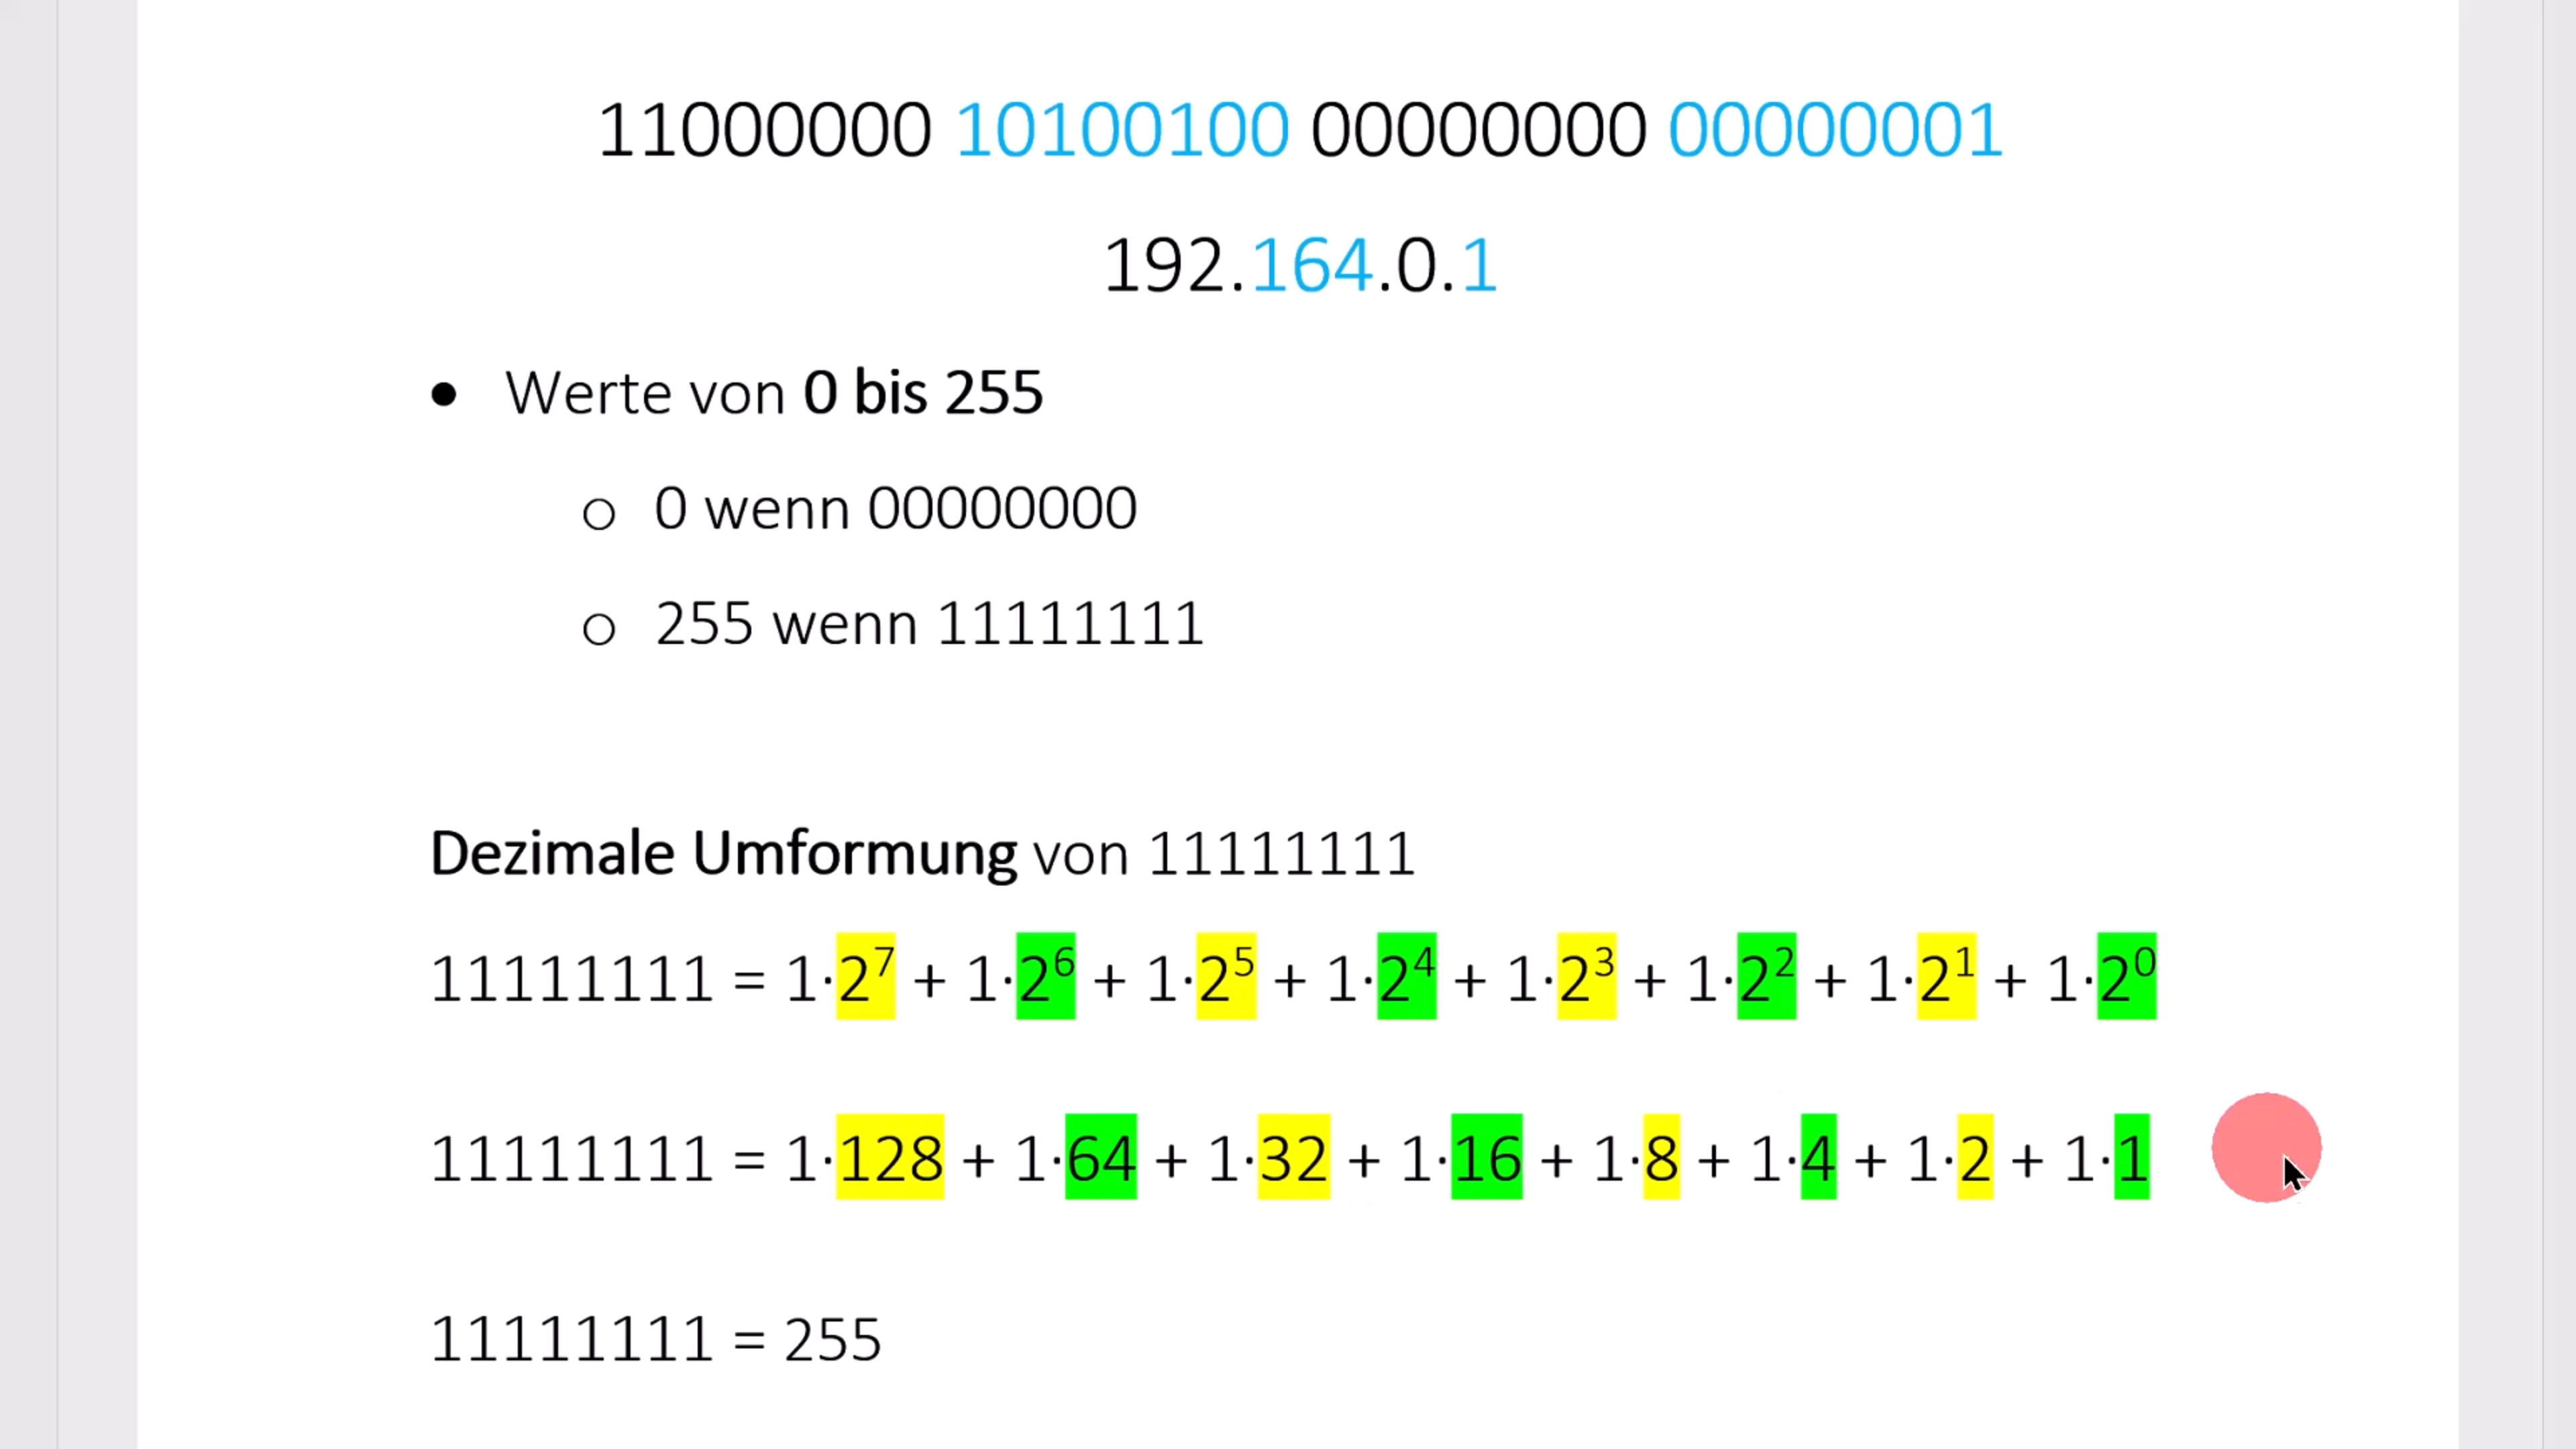 11000000 10100100 00000000 00000001
192.164.0.1
• Werte von 0 bis 255
○ 0 wenn 00000000
○ 255 wenn 11111111
Dezimale Umformung von 11111111
11111111 = 1·2⁷ + 1·2⁶ + 1·2⁵ + 1·2⁴ + 1·2³ + 1·2² + 1·2¹ + 1·2⁰
11111111 = 1·128 + 1·64 + 1·32 + 1·16 + 1·8 + 1·4 + 1·2 + 1·1
11111111 = 255